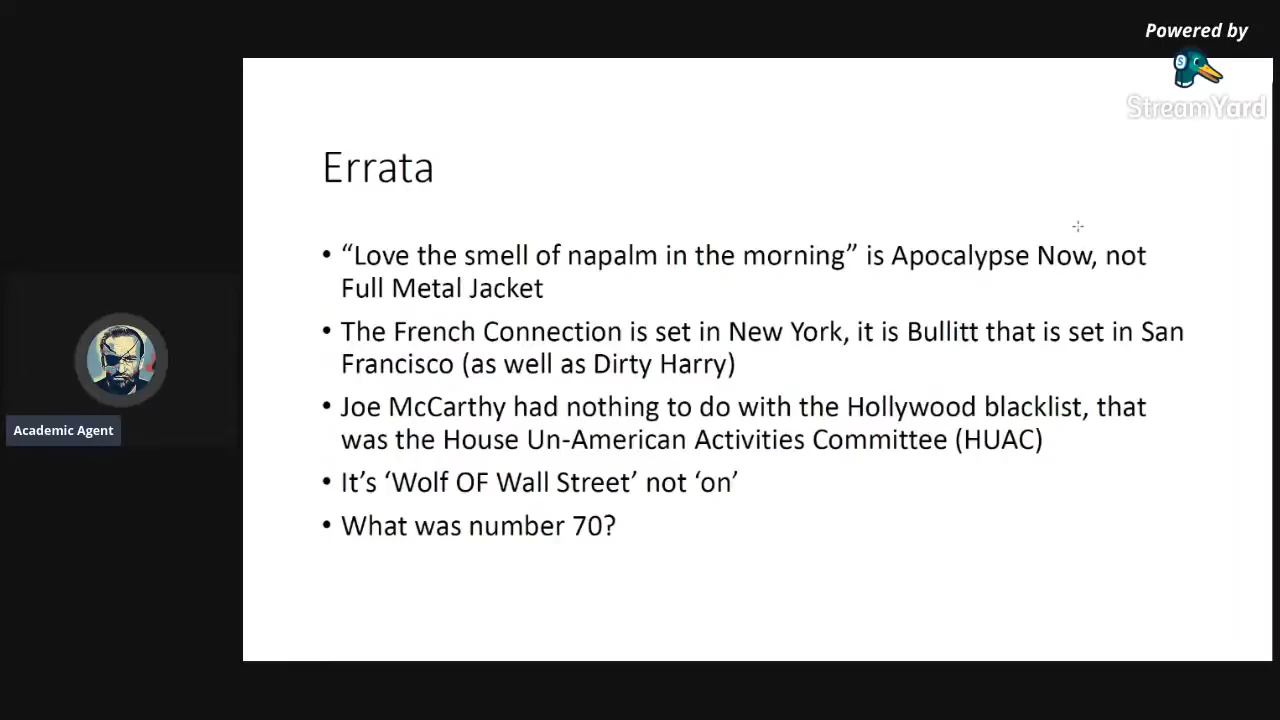 Powered by
StreamYard
Errata
• “Love the smell of napalm in the morning” is Apocalypse Now, not
Full Metal Jacket
• The French Connection is set in New York, it is Bullitt that is set in San
Francisco (as well as Dirty Harry)
• Joe McCarthy had nothing to do with the Hollywood blacklist, that
was the House Un-American Activities Committee (HUAC)
• It’s ‘Wolf OF Wall Street’ not ‘on’
• What was number 70?
Academic Agent